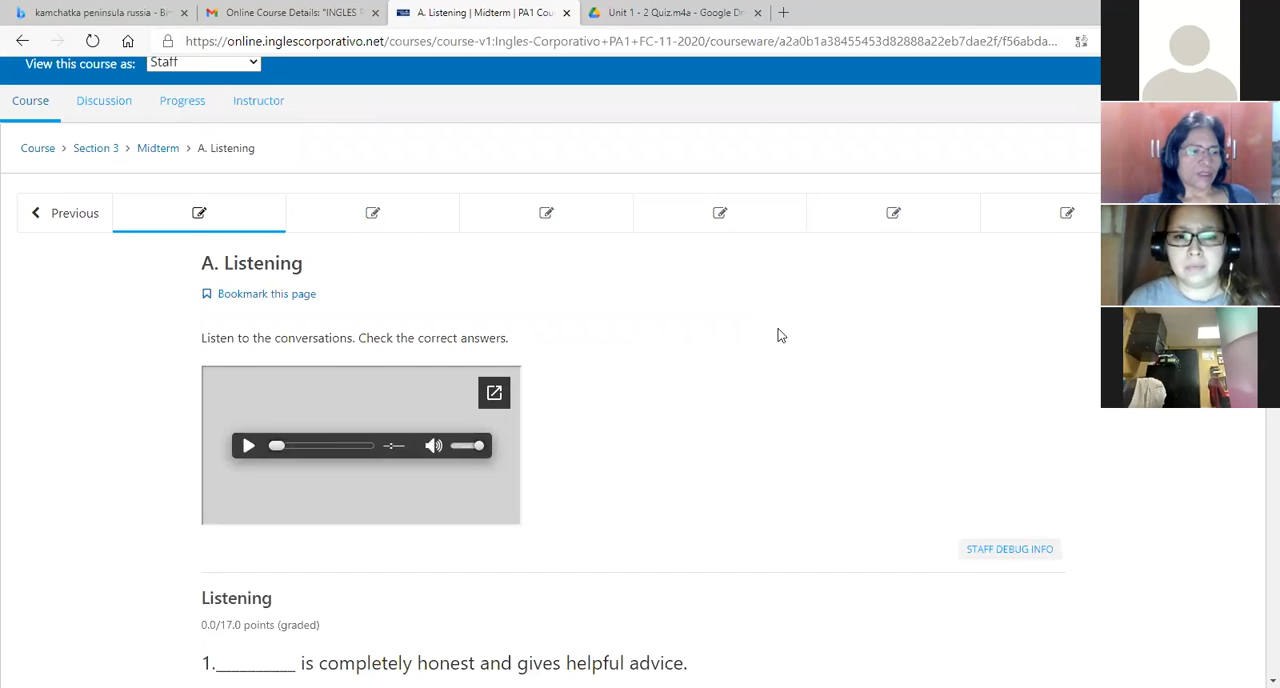 kamchatka peninsula russia - Bin
Online Course Details: "INGLES P
A. Listening | Midterm | PA1 Cou
Unit 1 - 2 Quiz.m4a - Google Dri
https://online.inglescorporativo.net/courses/course-v1:Ingles-Corporativo+PA1+FC-11-2020/courseware/a2a0b1a38455453d82888a22eb7dae2f/f56abda...
View this course as: Staff
Course Discussion Progress Instructor
Course > Section 3 > Midterm > A. Listening
Previous
A. Listening
Bookmark this page
Listen to the conversations. Check the correct answers.
STAFF DEBUG INFO
Listening
0.0/17.0 points (graded)
1.__________ is completely honest and gives helpful advice.